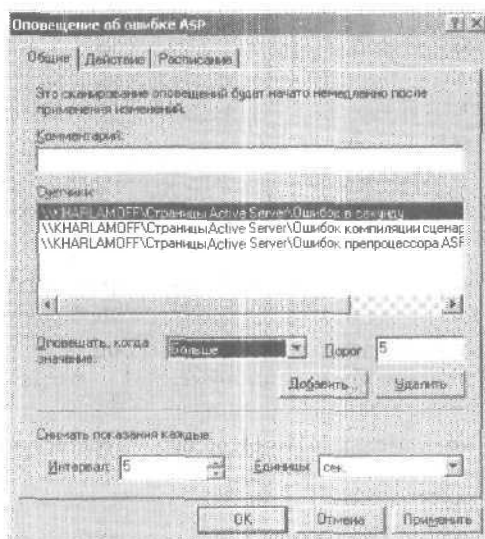 Оповещение об ошибке ASP
Общие Действие Расписание
Это сканирование оповещений будет начато немедленно после
применения изменений.
Комментарий:
Счетчики:
\\KHARLAMOFF\Страницы Active Server\Ошибок в секунду
\\KHARLAMOFF\Страницы Active Server\Ошибок компиляции сценар
\\KHARLAMOFF\Страницы Active Server\Ошибок препроцессора ASP
Оповещать, когда
значение: Больше Порог 5
Добавить... Удалить
Снимать показания каждые:
Интервал: 5 Единицы: сек.
OK Отмена Применить